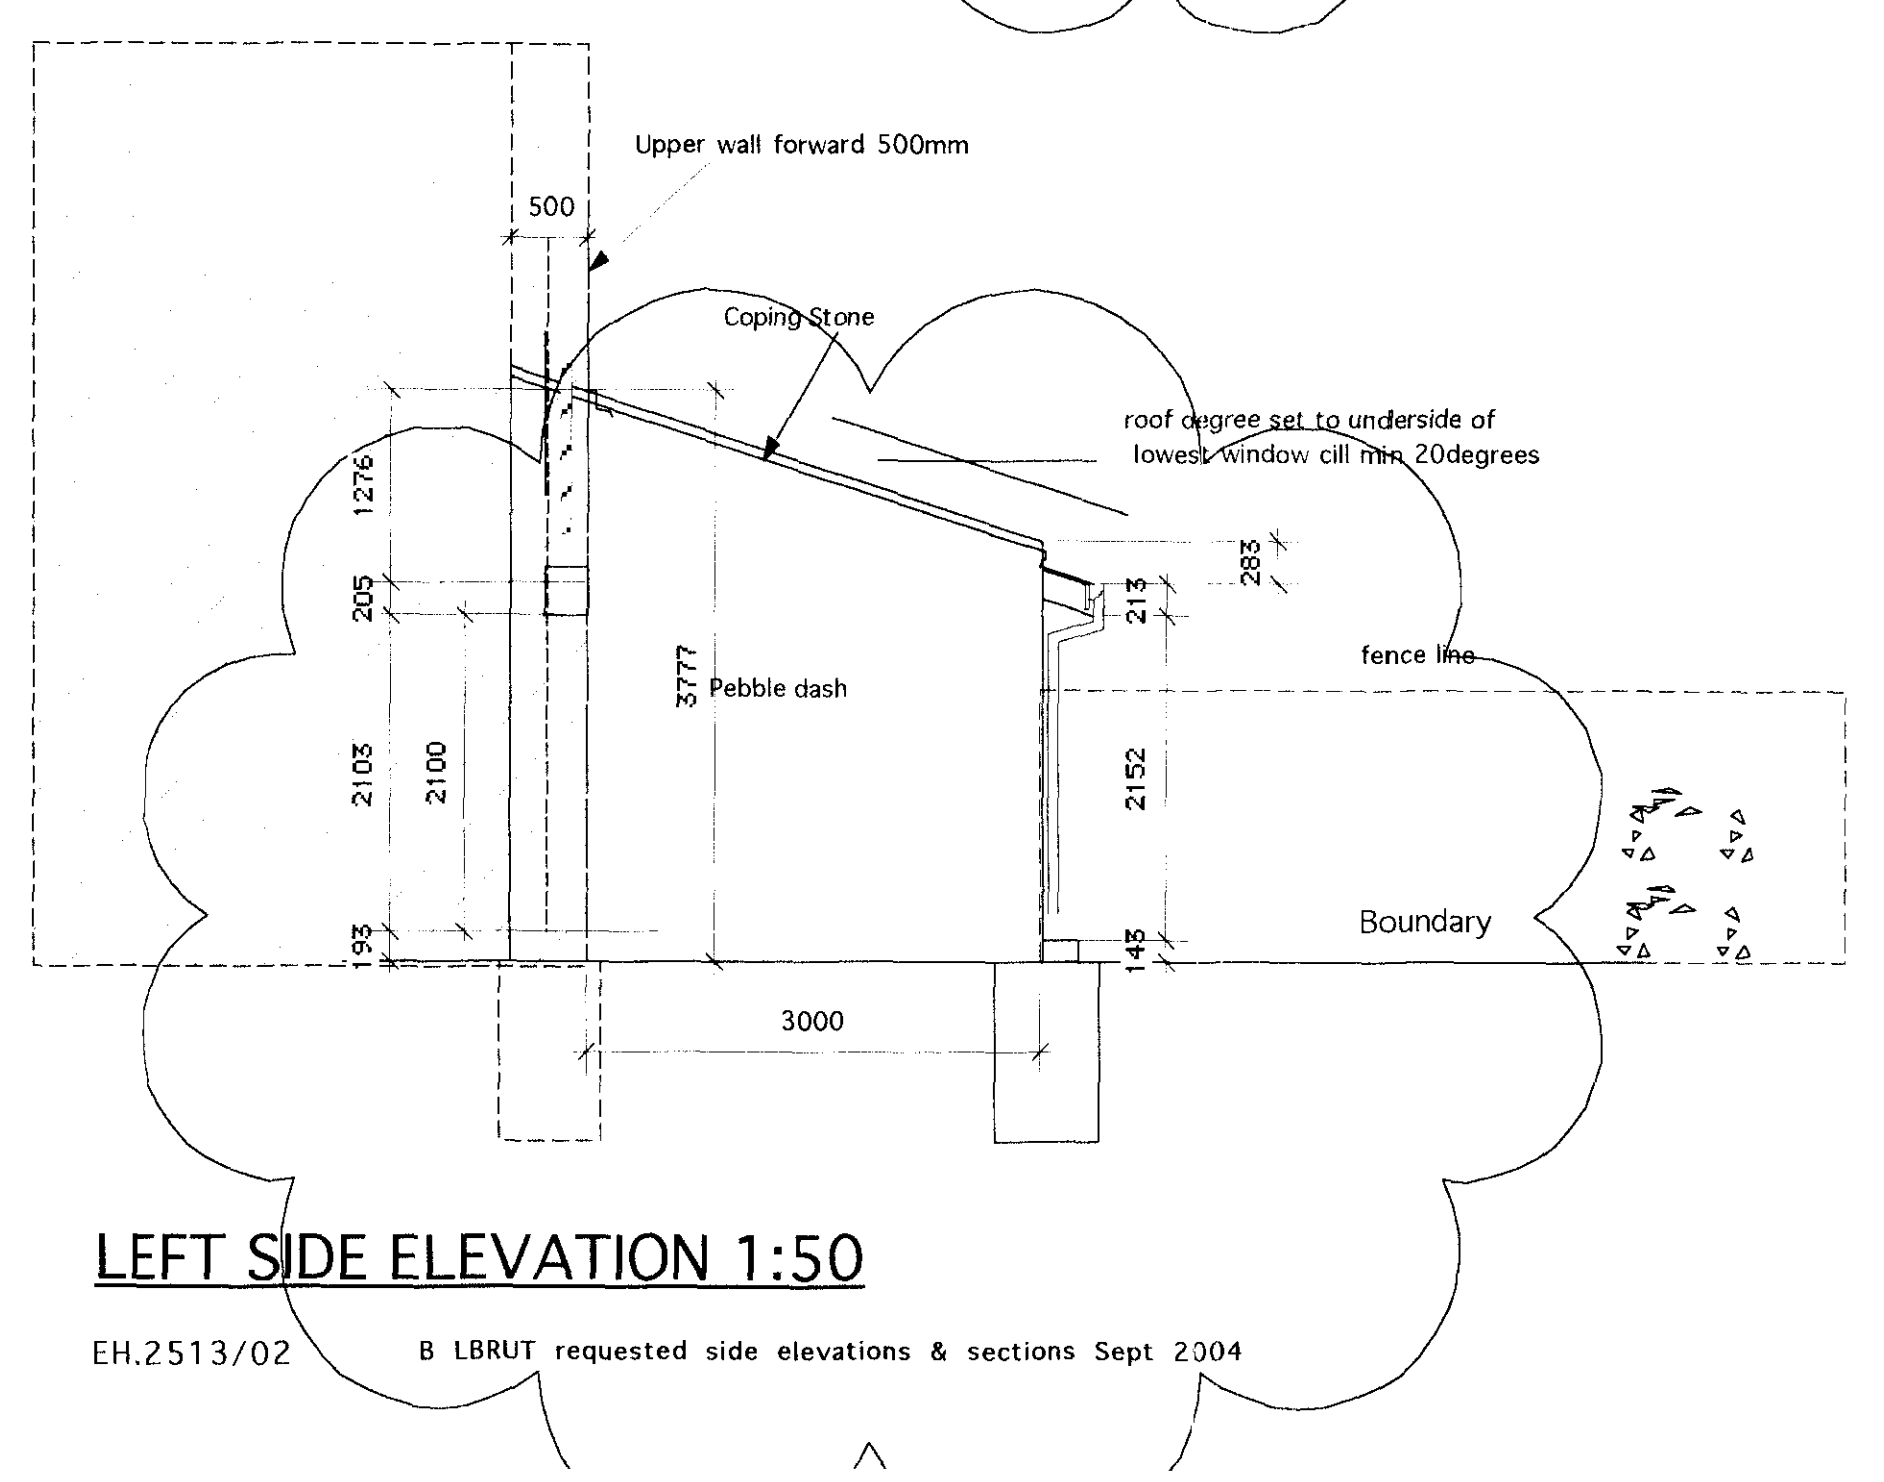 Upper wall forward 500mm
500
Coping Stone
roof degree set to underside of
lowest window cill min 20degrees
1276
283
205
213
fence line
3777
Pebble dash
2103
2100
2152
Boundary
193
143
3000
LEFT SIDE ELEVATION 1:50
EH.2513/02
B LBRUT requested side elevations & sections Sept 2004